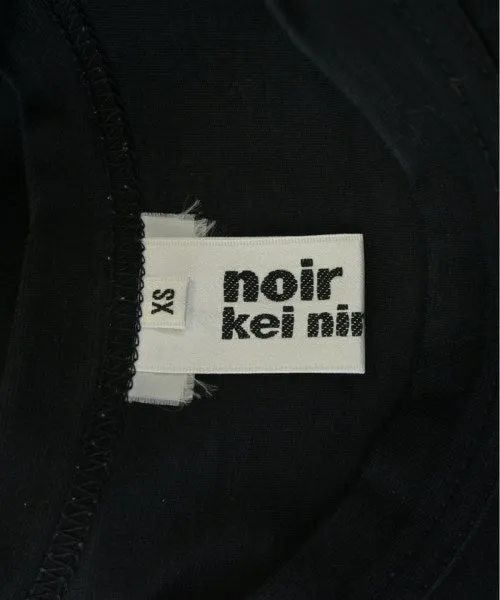 noir
kei nin
XS